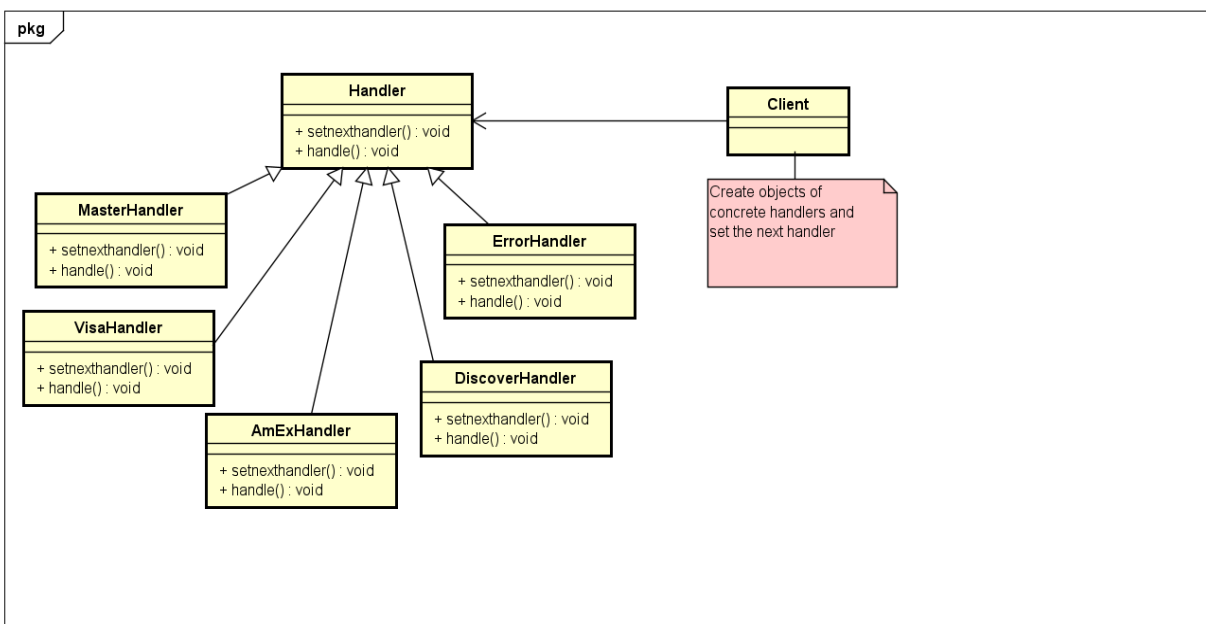 pkg
Handler
+ setnexthandler() : void
+ handle() : void
Client
Create objects of
concrete handlers and
set the next handler
MasterHandler
+ setnexthandler() : void
+ handle() : void
ErrorHandler
+ setnexthandler() : void
+ handle() : void
VisaHandler
+ setnexthandler() : void
+ handle() : void
DiscoverHandler
+ setnexthandler() : void
+ handle() : void
AmExHandler
+ setnexthandler() : void
+ handle() : void